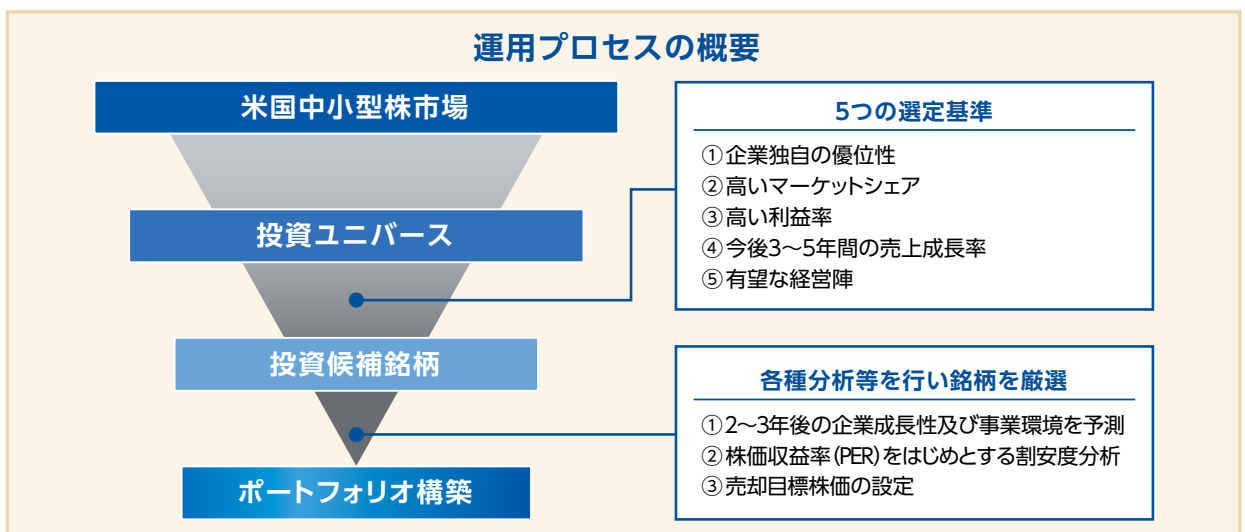 運用プロセスの概要
米国中小型株市場
投資ユニバース
投資候補銘柄
ポートフォリオ構築
5つの選定基準
①企業独自の優位性
②高いマーケットシェア
③高い利益率
④今後3～5年間の売上成長率
⑤有望な経営陣
各種分析等を行い銘柄を厳選
①2～3年後の企業成長性及び事業環境を予測
②株価収益率(PER)をはじめとする割安度分析
③売却目標株価の設定